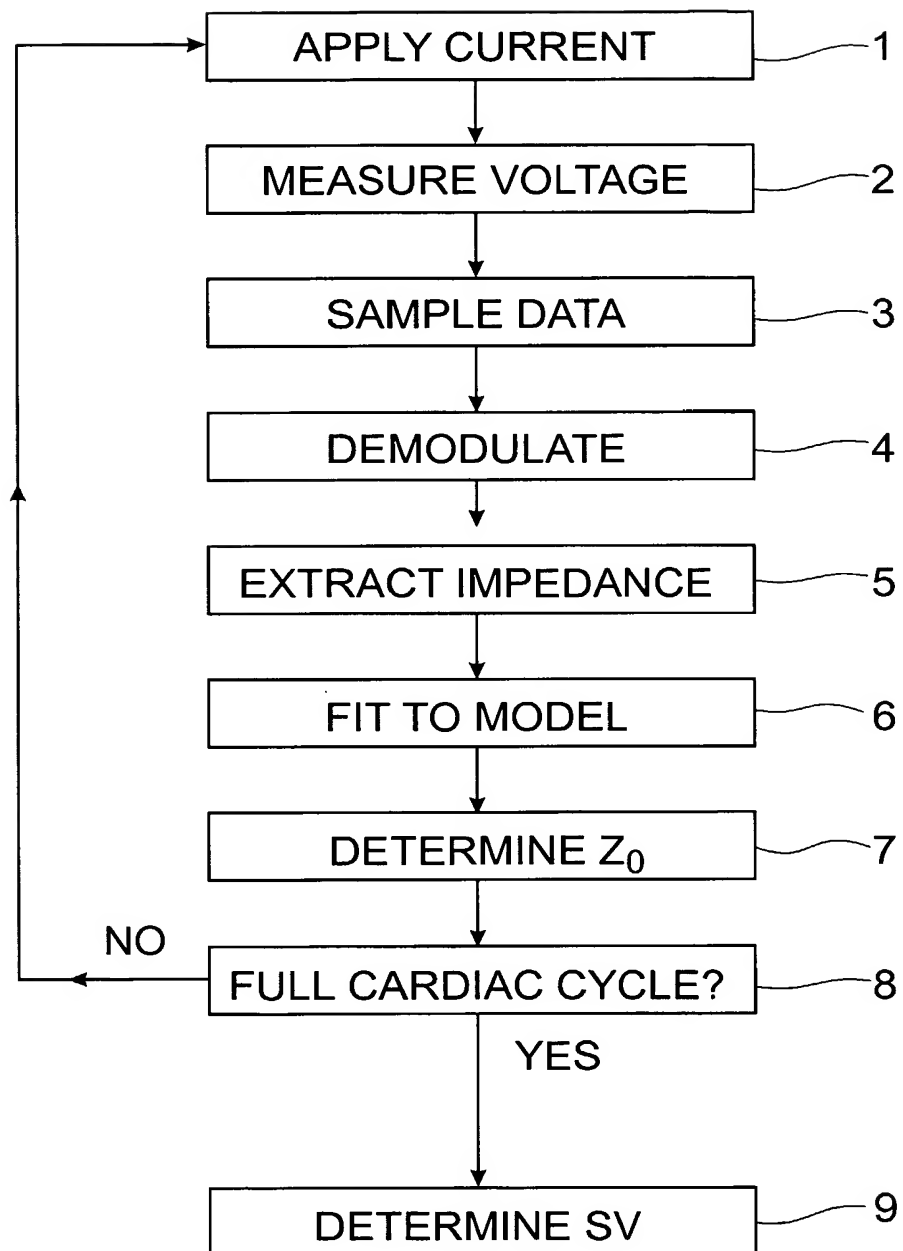 APPLY CURRENT 1
MEASURE VOLTAGE 2
SAMPLE DATA 3
DEMODULATE 4
EXTRACT IMPEDANCE 5
FIT TO MODEL 6
DETERMINE Z0 7
NO
FULL CARDIAC CYCLE? 8
YES
DETERMINE SV 9